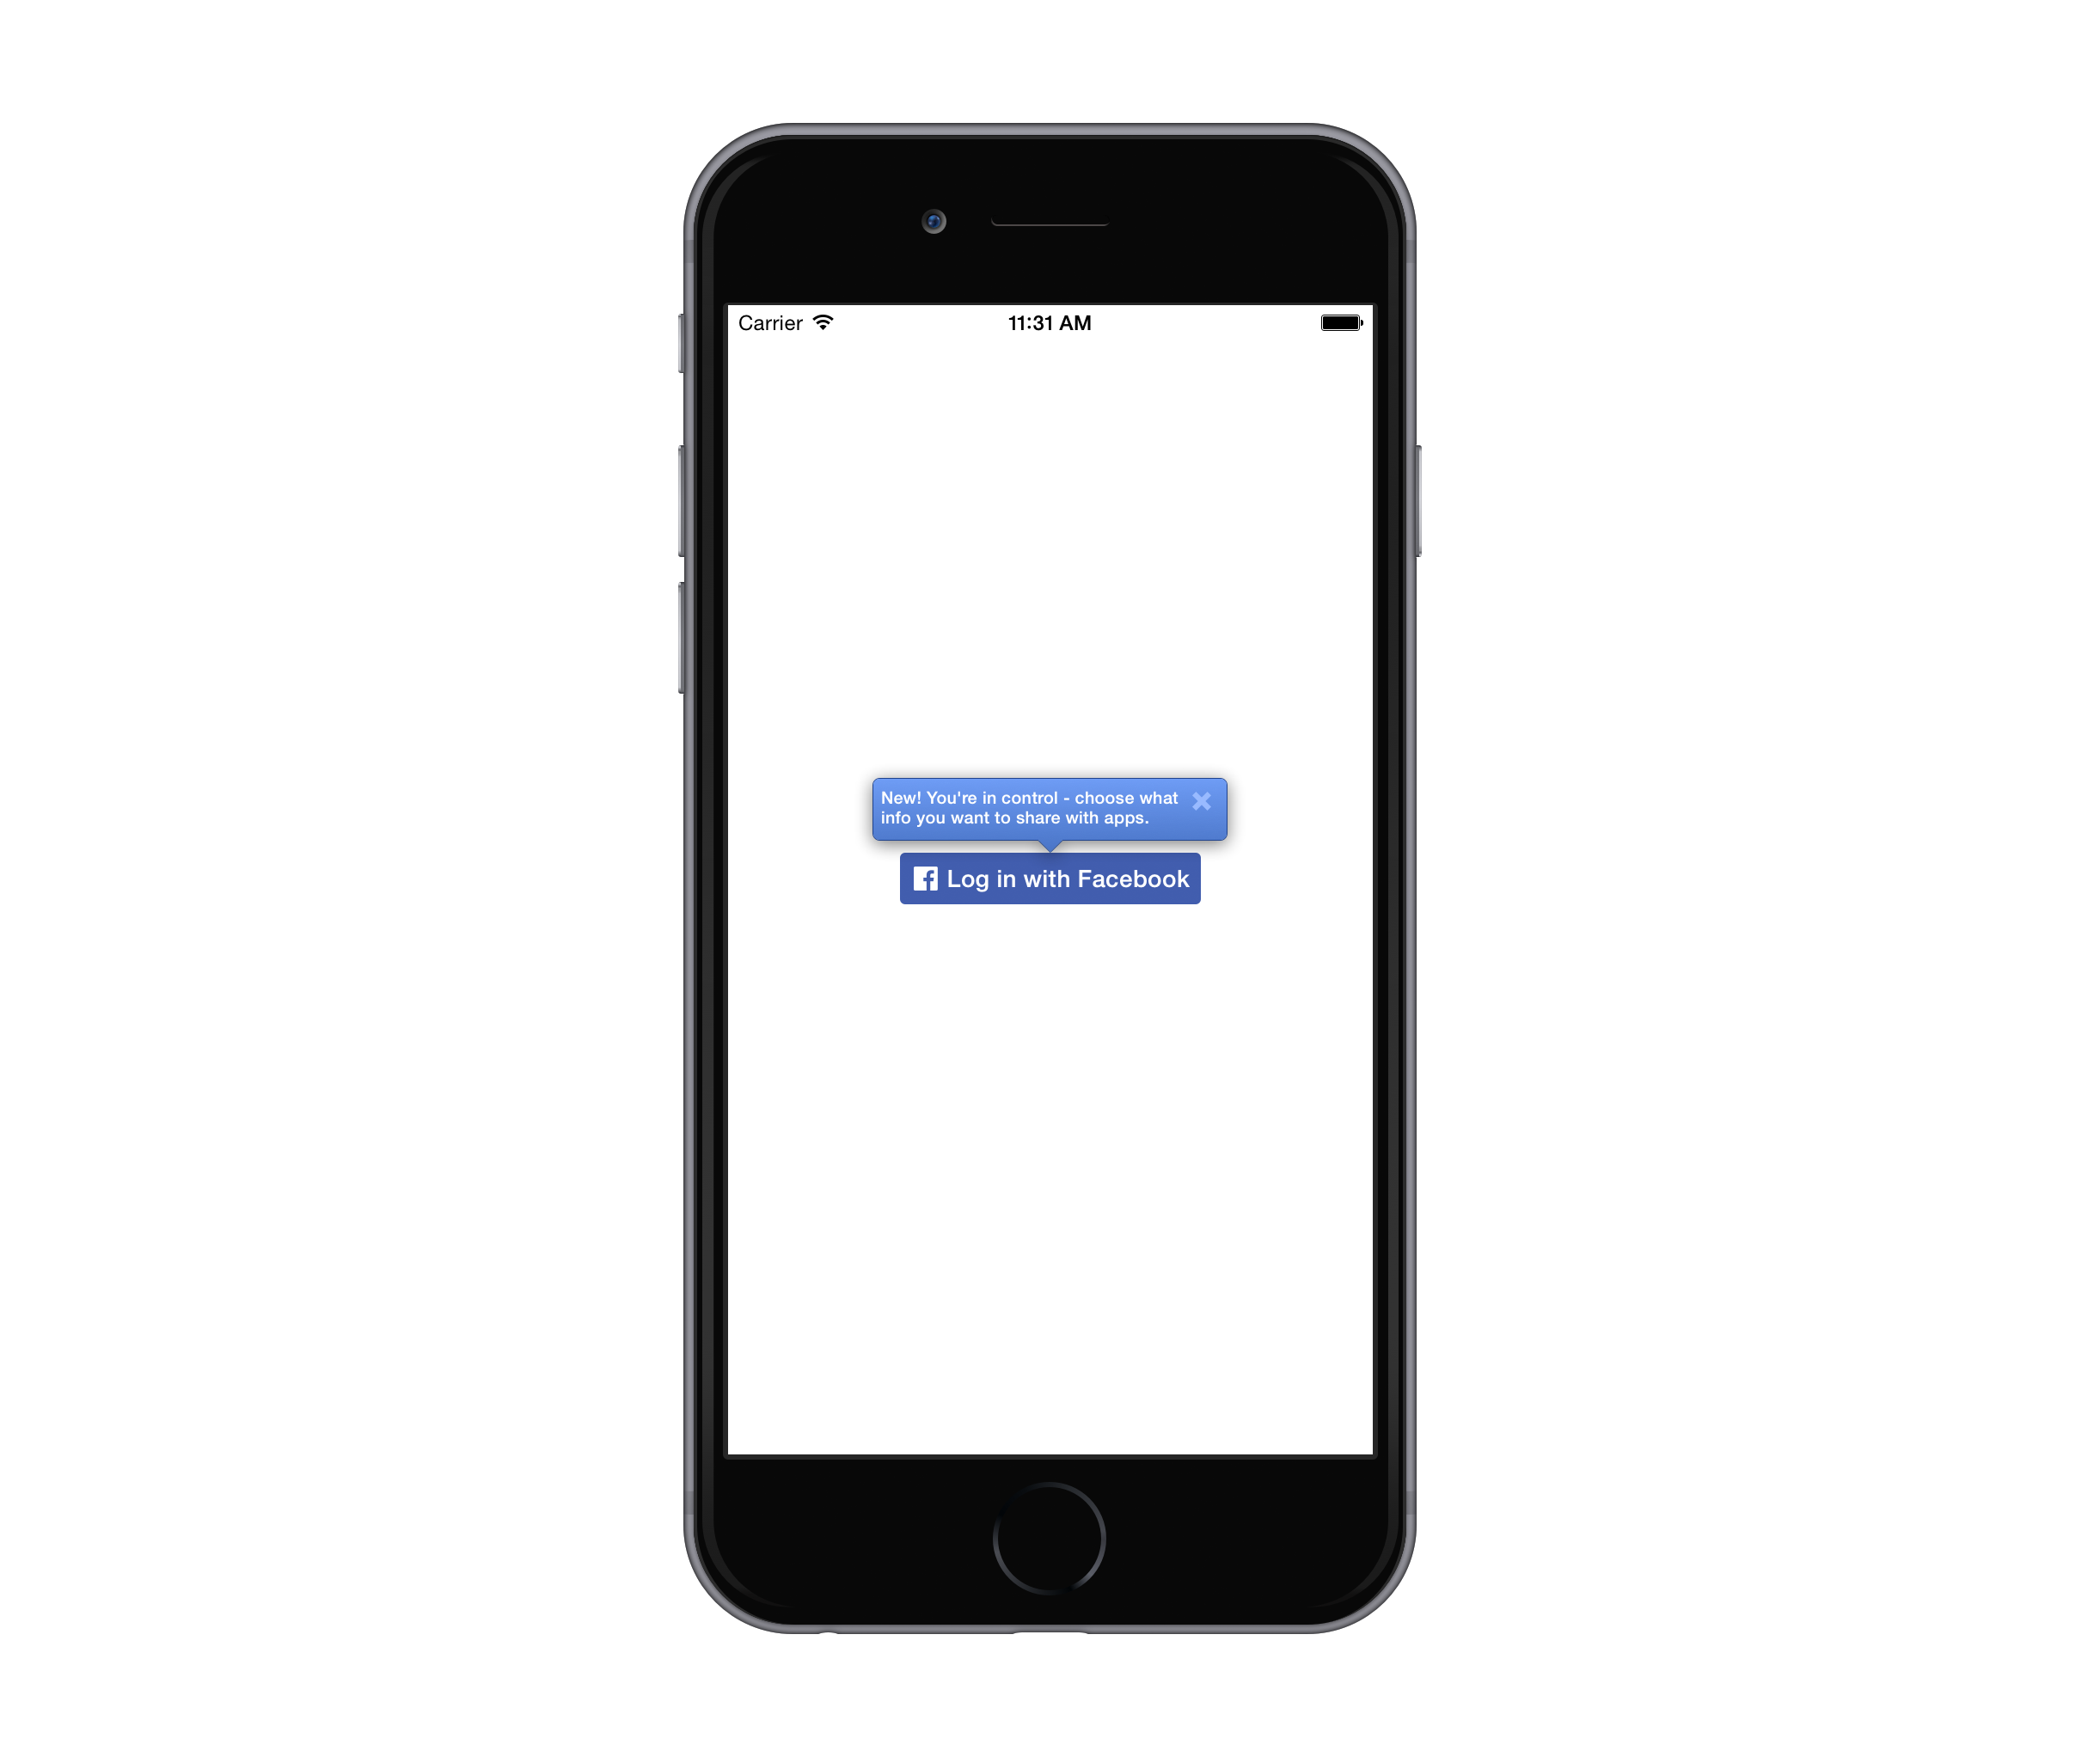 Carrier
11:31 AM
New! You're in control - choose what
info you want to share with apps.
Log in with Facebook